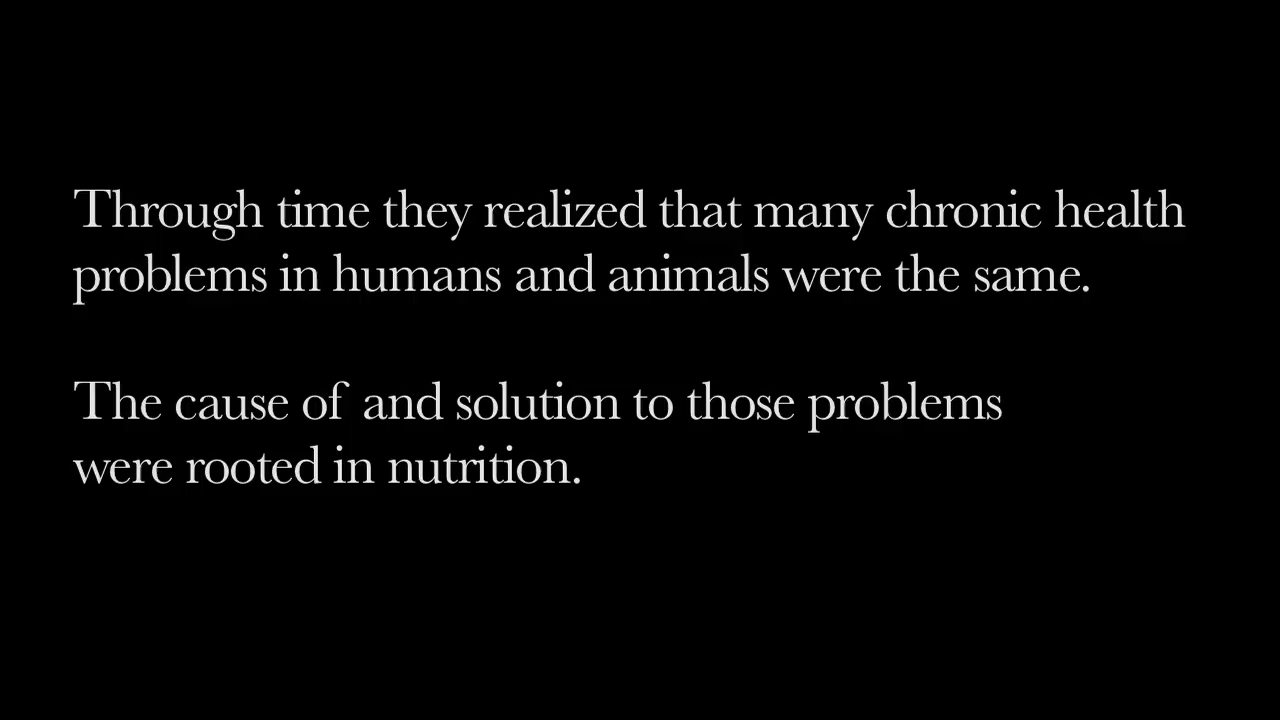 Through time they realized that many chronic health
problems in humans and animals were the same.
The cause of and solution to those problems
were rooted in nutrition.